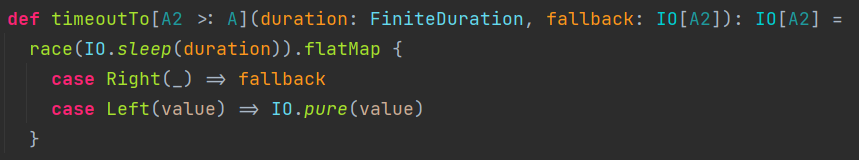 def timeoutTo[A2 >: A](duration: FiniteDuration, fallback: IO[A2]): IO[A2] =
  race(IO.sleep(duration)).flatMap {
    case Right(_) => fallback
    case Left(value) => IO.pure(value)
  }